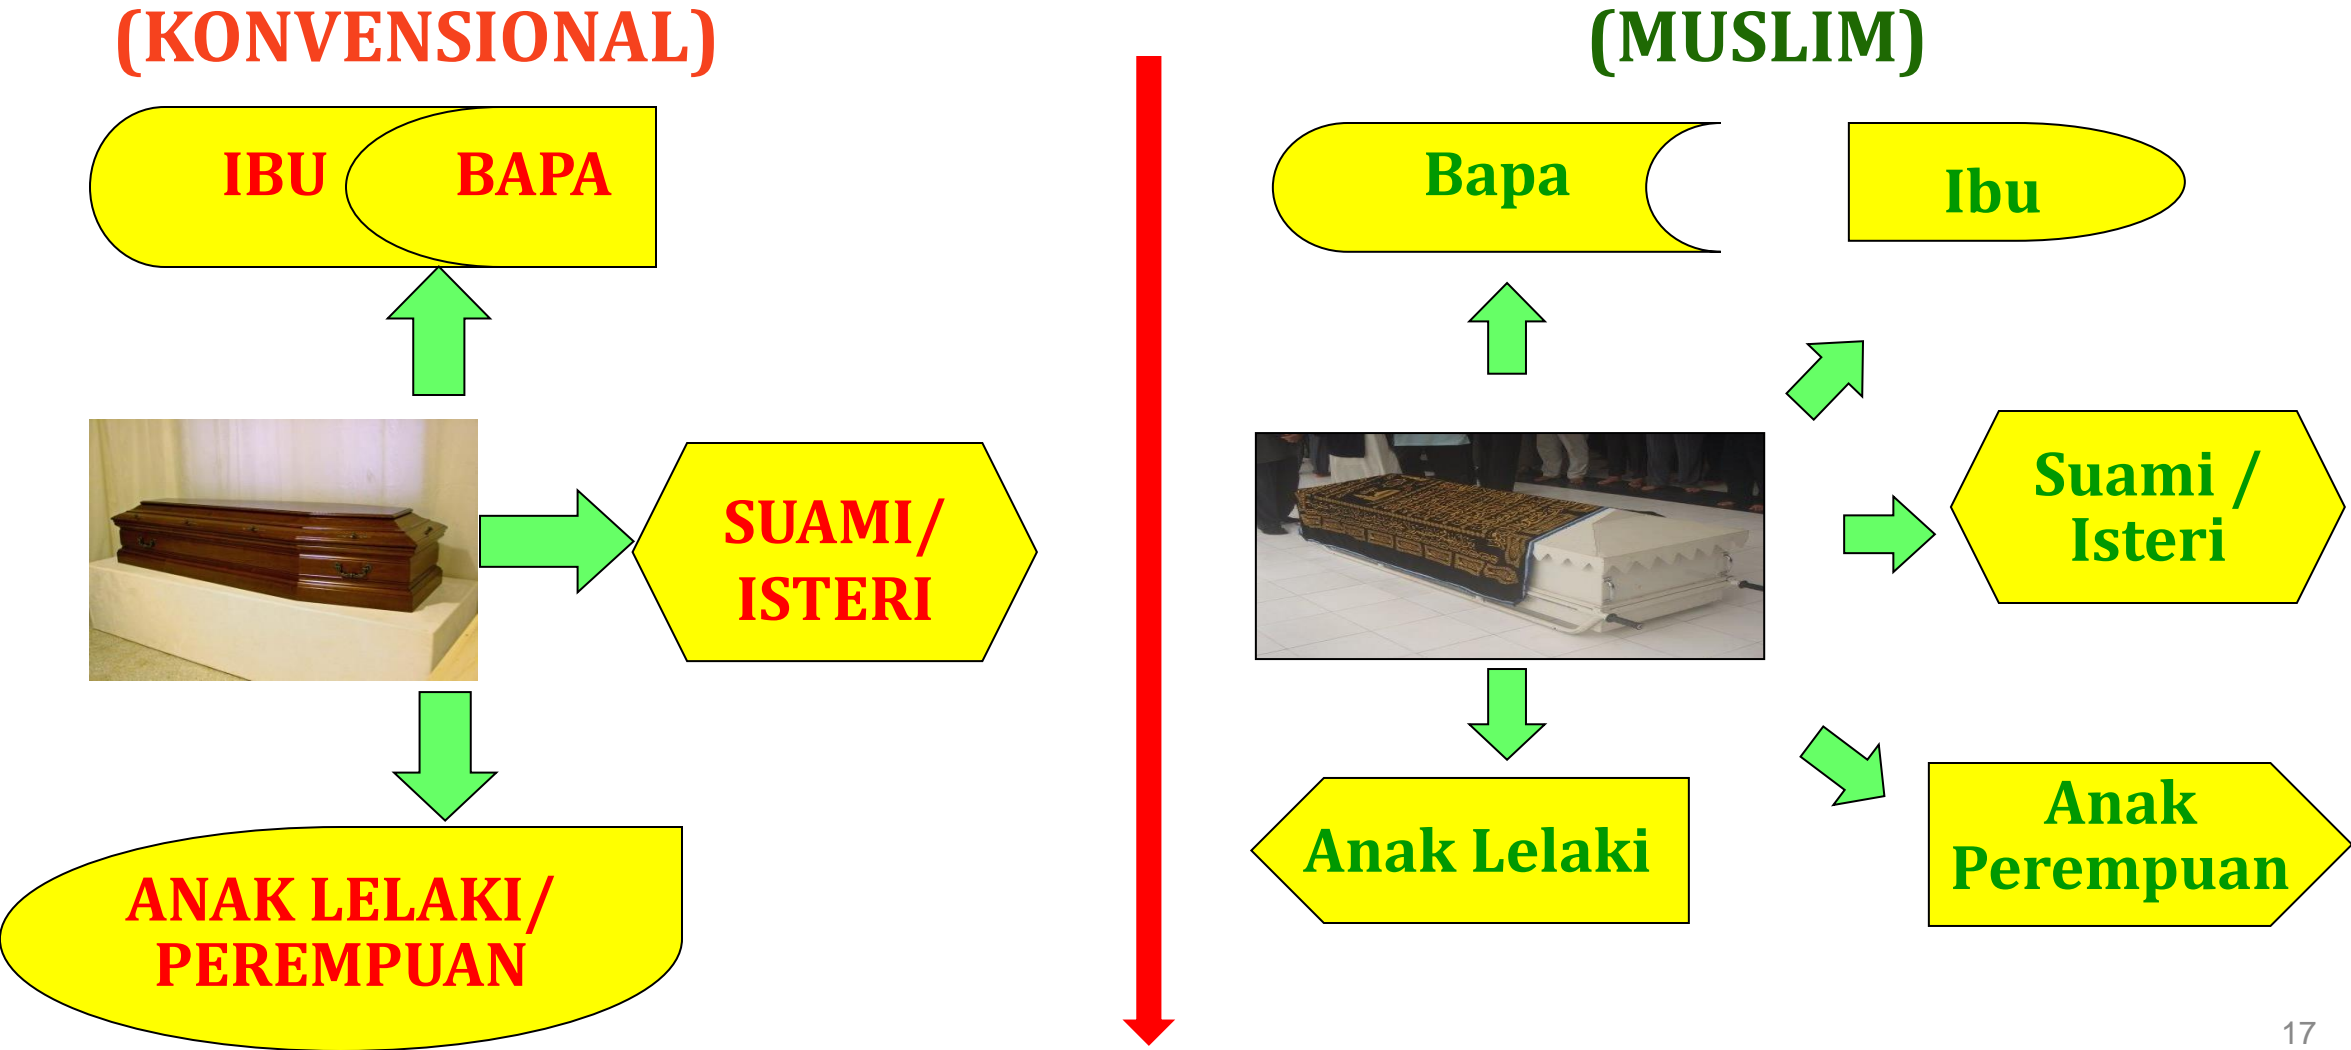 (KONVENSIONAL)
IBU
BAPA
SUAMI/
ISTERI
ANAK LELAKI/
PEREMPUAN
(MUSLIM)
Bapa
Ibu
Suami /
Isteri
Anak Lelaki
Anak
Perempuan
17